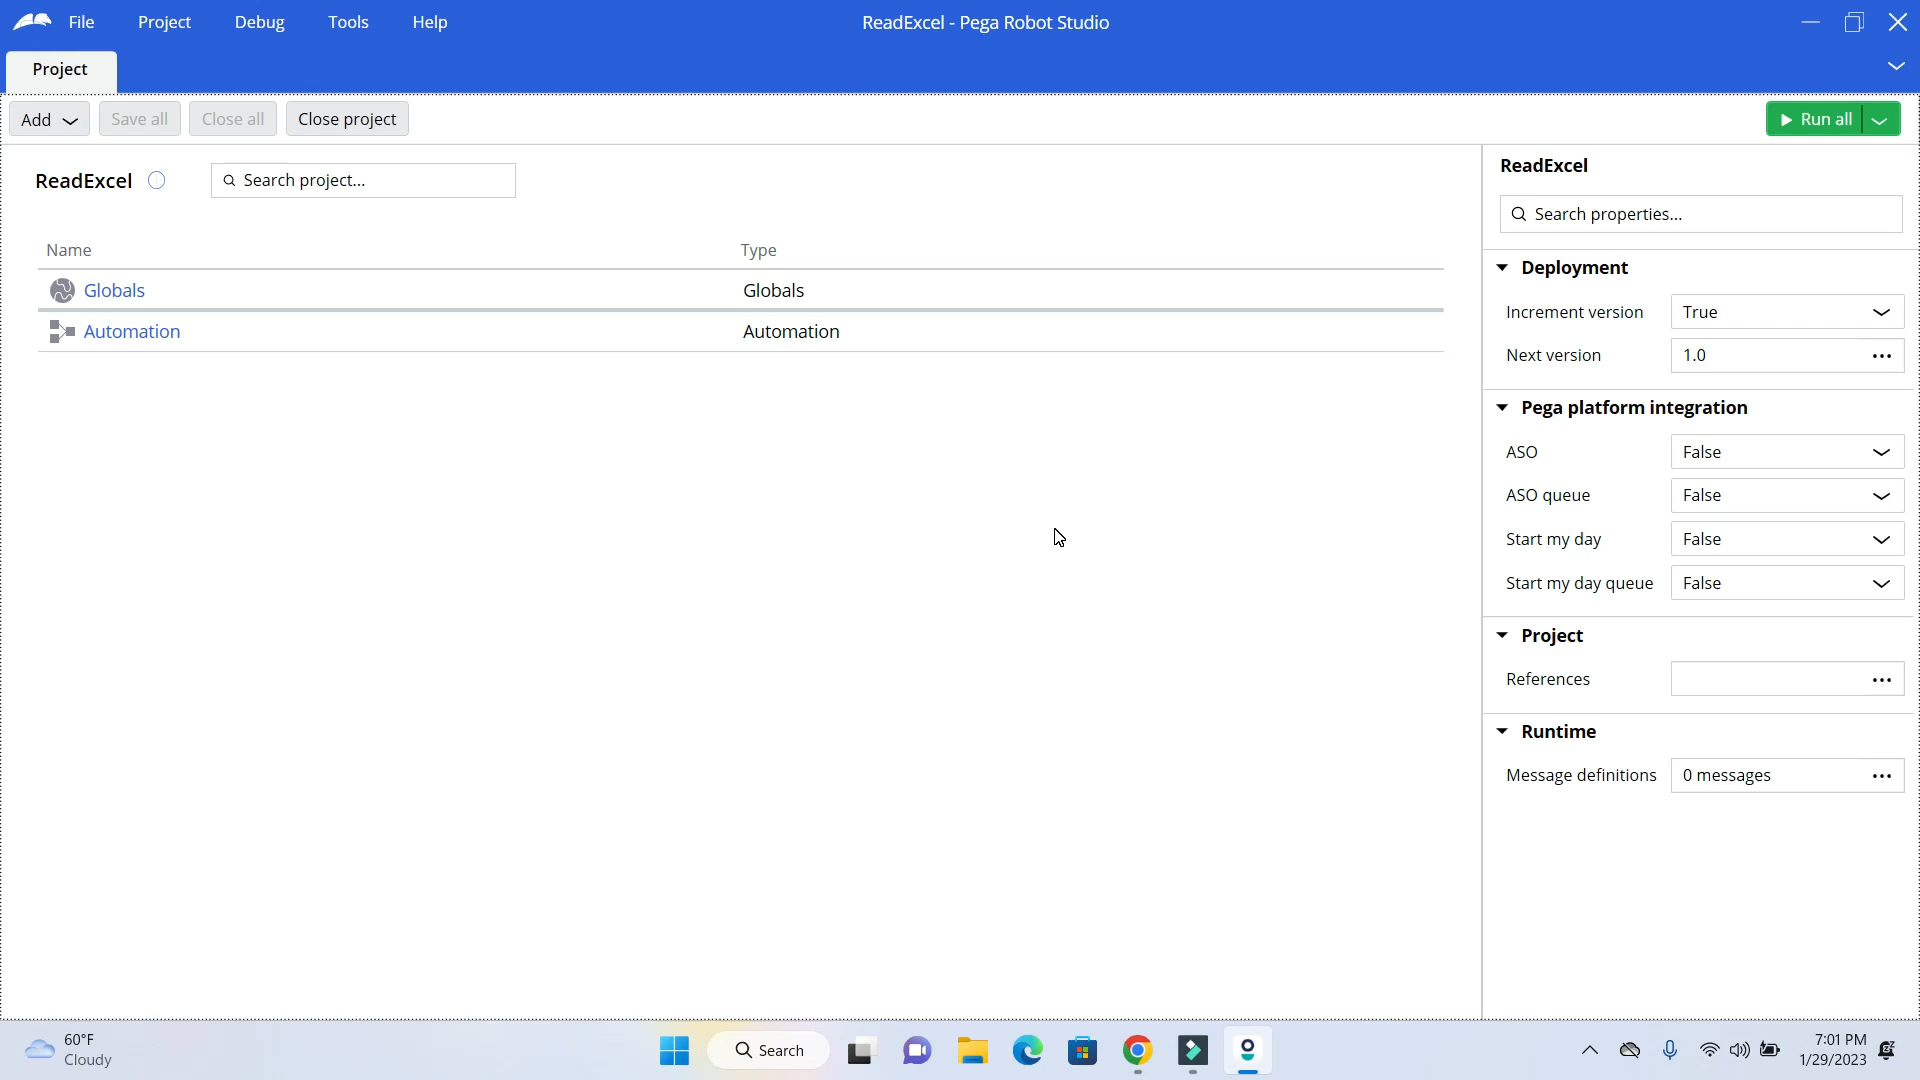 File Project Debug Tools Help ReadExcel - Pega Robot Studio
Project
Add Save all Close all Close project Run all
ReadExcel Search project...
Name Type
Globals Globals
Automation Automation
ReadExcel
Search properties...
Deployment
Increment version True
Next version 1.0 ...
Pega platform integration
ASO False
ASO queue False
Start my day False
Start my day queue False
Project
References ...
Runtime
Message definitions 0 messages ...
60°F
Cloudy
Search
7:01 PM
1/29/2023